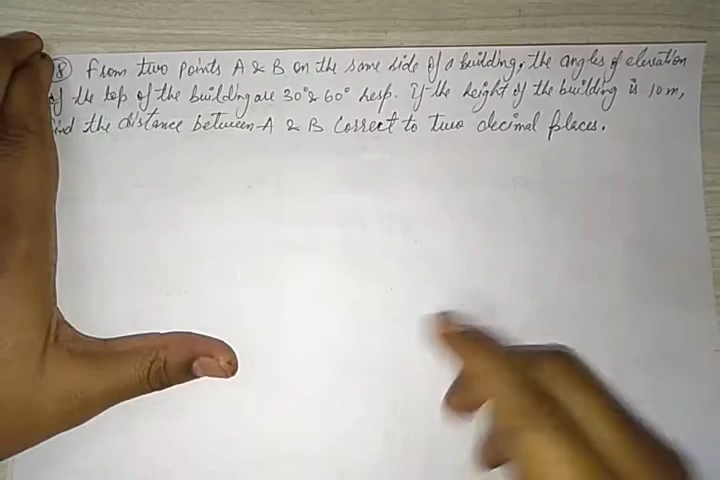 ⑧ From two points A & B on the same side of a building, the angles of elevation
of the top of the building are 30° & 60° resp. If the height of the building is 10 m,
find the distance between A & B correct to two decimal places.